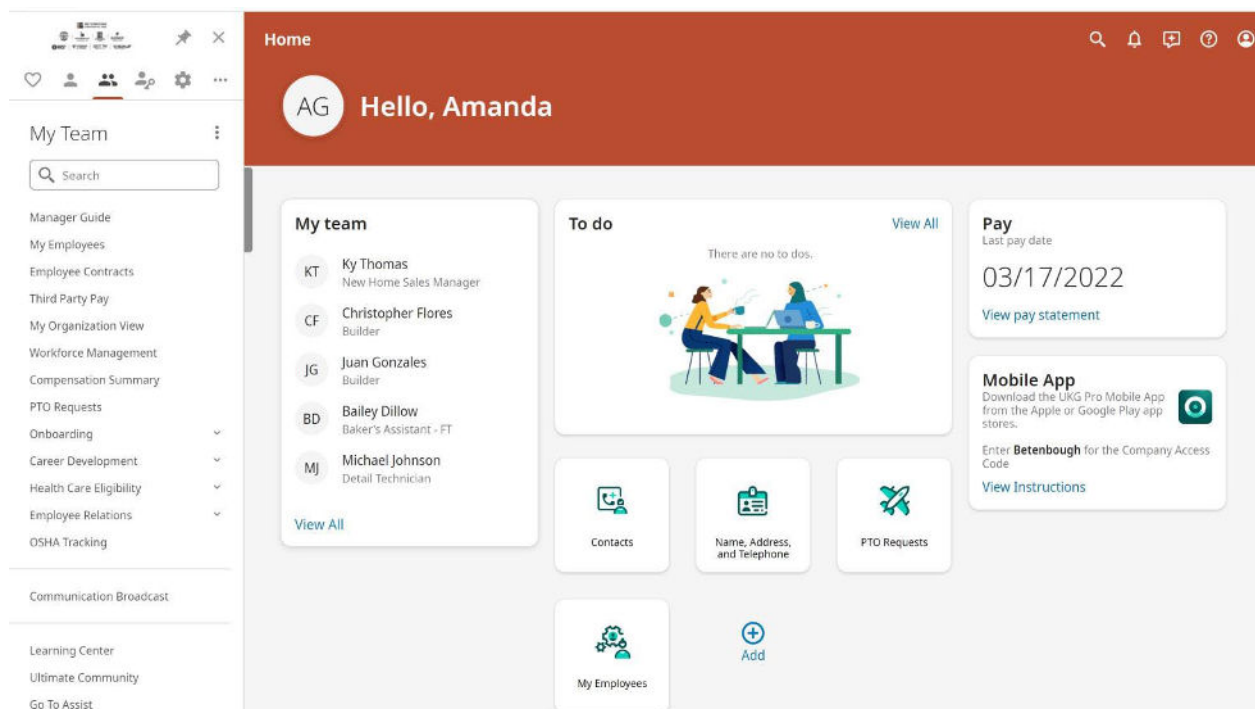 Home
AG
Hello, Amanda
My Team
Search
Manager Guide
My Employees
Employee Contracts
Third Party Pay
My Organization View
Workforce Management
Compensation Summary
PTO Requests
Onboarding
Career Development
Health Care Eligibility
Employee Relations
OSHA Tracking
Communication Broadcast
Learning Center
Ultimate Community
Go To Assist
My team
KT
Ky Thomas
New Home Sales Manager
CF
Christopher Flores
Builder
JG
Juan Gonzales
Builder
BD
Bailey Dillow
Baker's Assistant - FT
MJ
Michael Johnson
Detail Technician
View All
To do
View All
There are no to dos.
Contacts
Name, Address,
and Telephone
PTO Requests
My Employees
Add
Pay
Last pay date
03/17/2022
View pay statement
Mobile App
Download the UKG Pro Mobile App
from the Apple or Google Play app
stores.
Enter Betenbough for the Company Access
Code
View Instructions